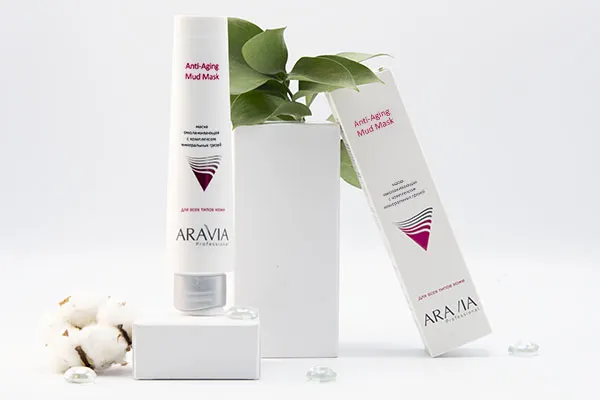 Anti-Aging
Mud Mask
маска
омолаживающая
с комплексом
минеральных грязей
для всех типов кожи
ARAVIA
Professional
Anti-Aging
Mud Mask
маска
омолаживающая
с комплексом
минеральных грязей
для всех типов кожи
ARAVIA
Professional